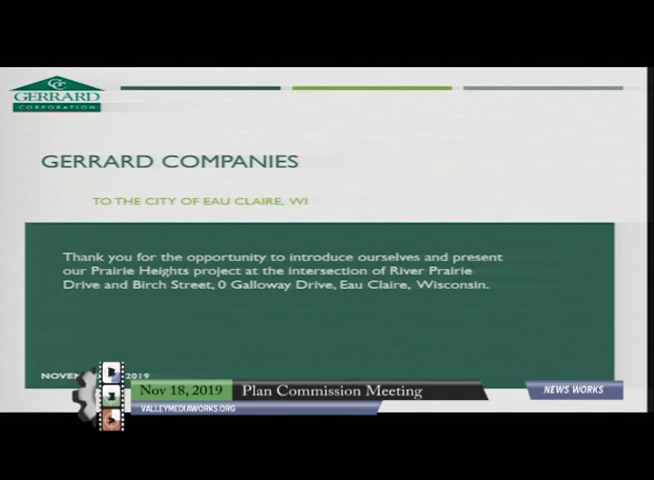 GC
GERRARD
CORPORATION
GERRARD COMPANIES
TO THE CITY OF EAU CLAIRE, WI
Thank you for the opportunity to introduce ourselves and present
our Prairie Heights project at the intersection of River Prairie
Drive and Birch Street, 0 Galloway Drive, Eau Claire, Wisconsin.
2019
Nov 18, 2019 Plan Commission Meeting
NEWS WORKS
VALLEYMEDIAWORKS.ORG